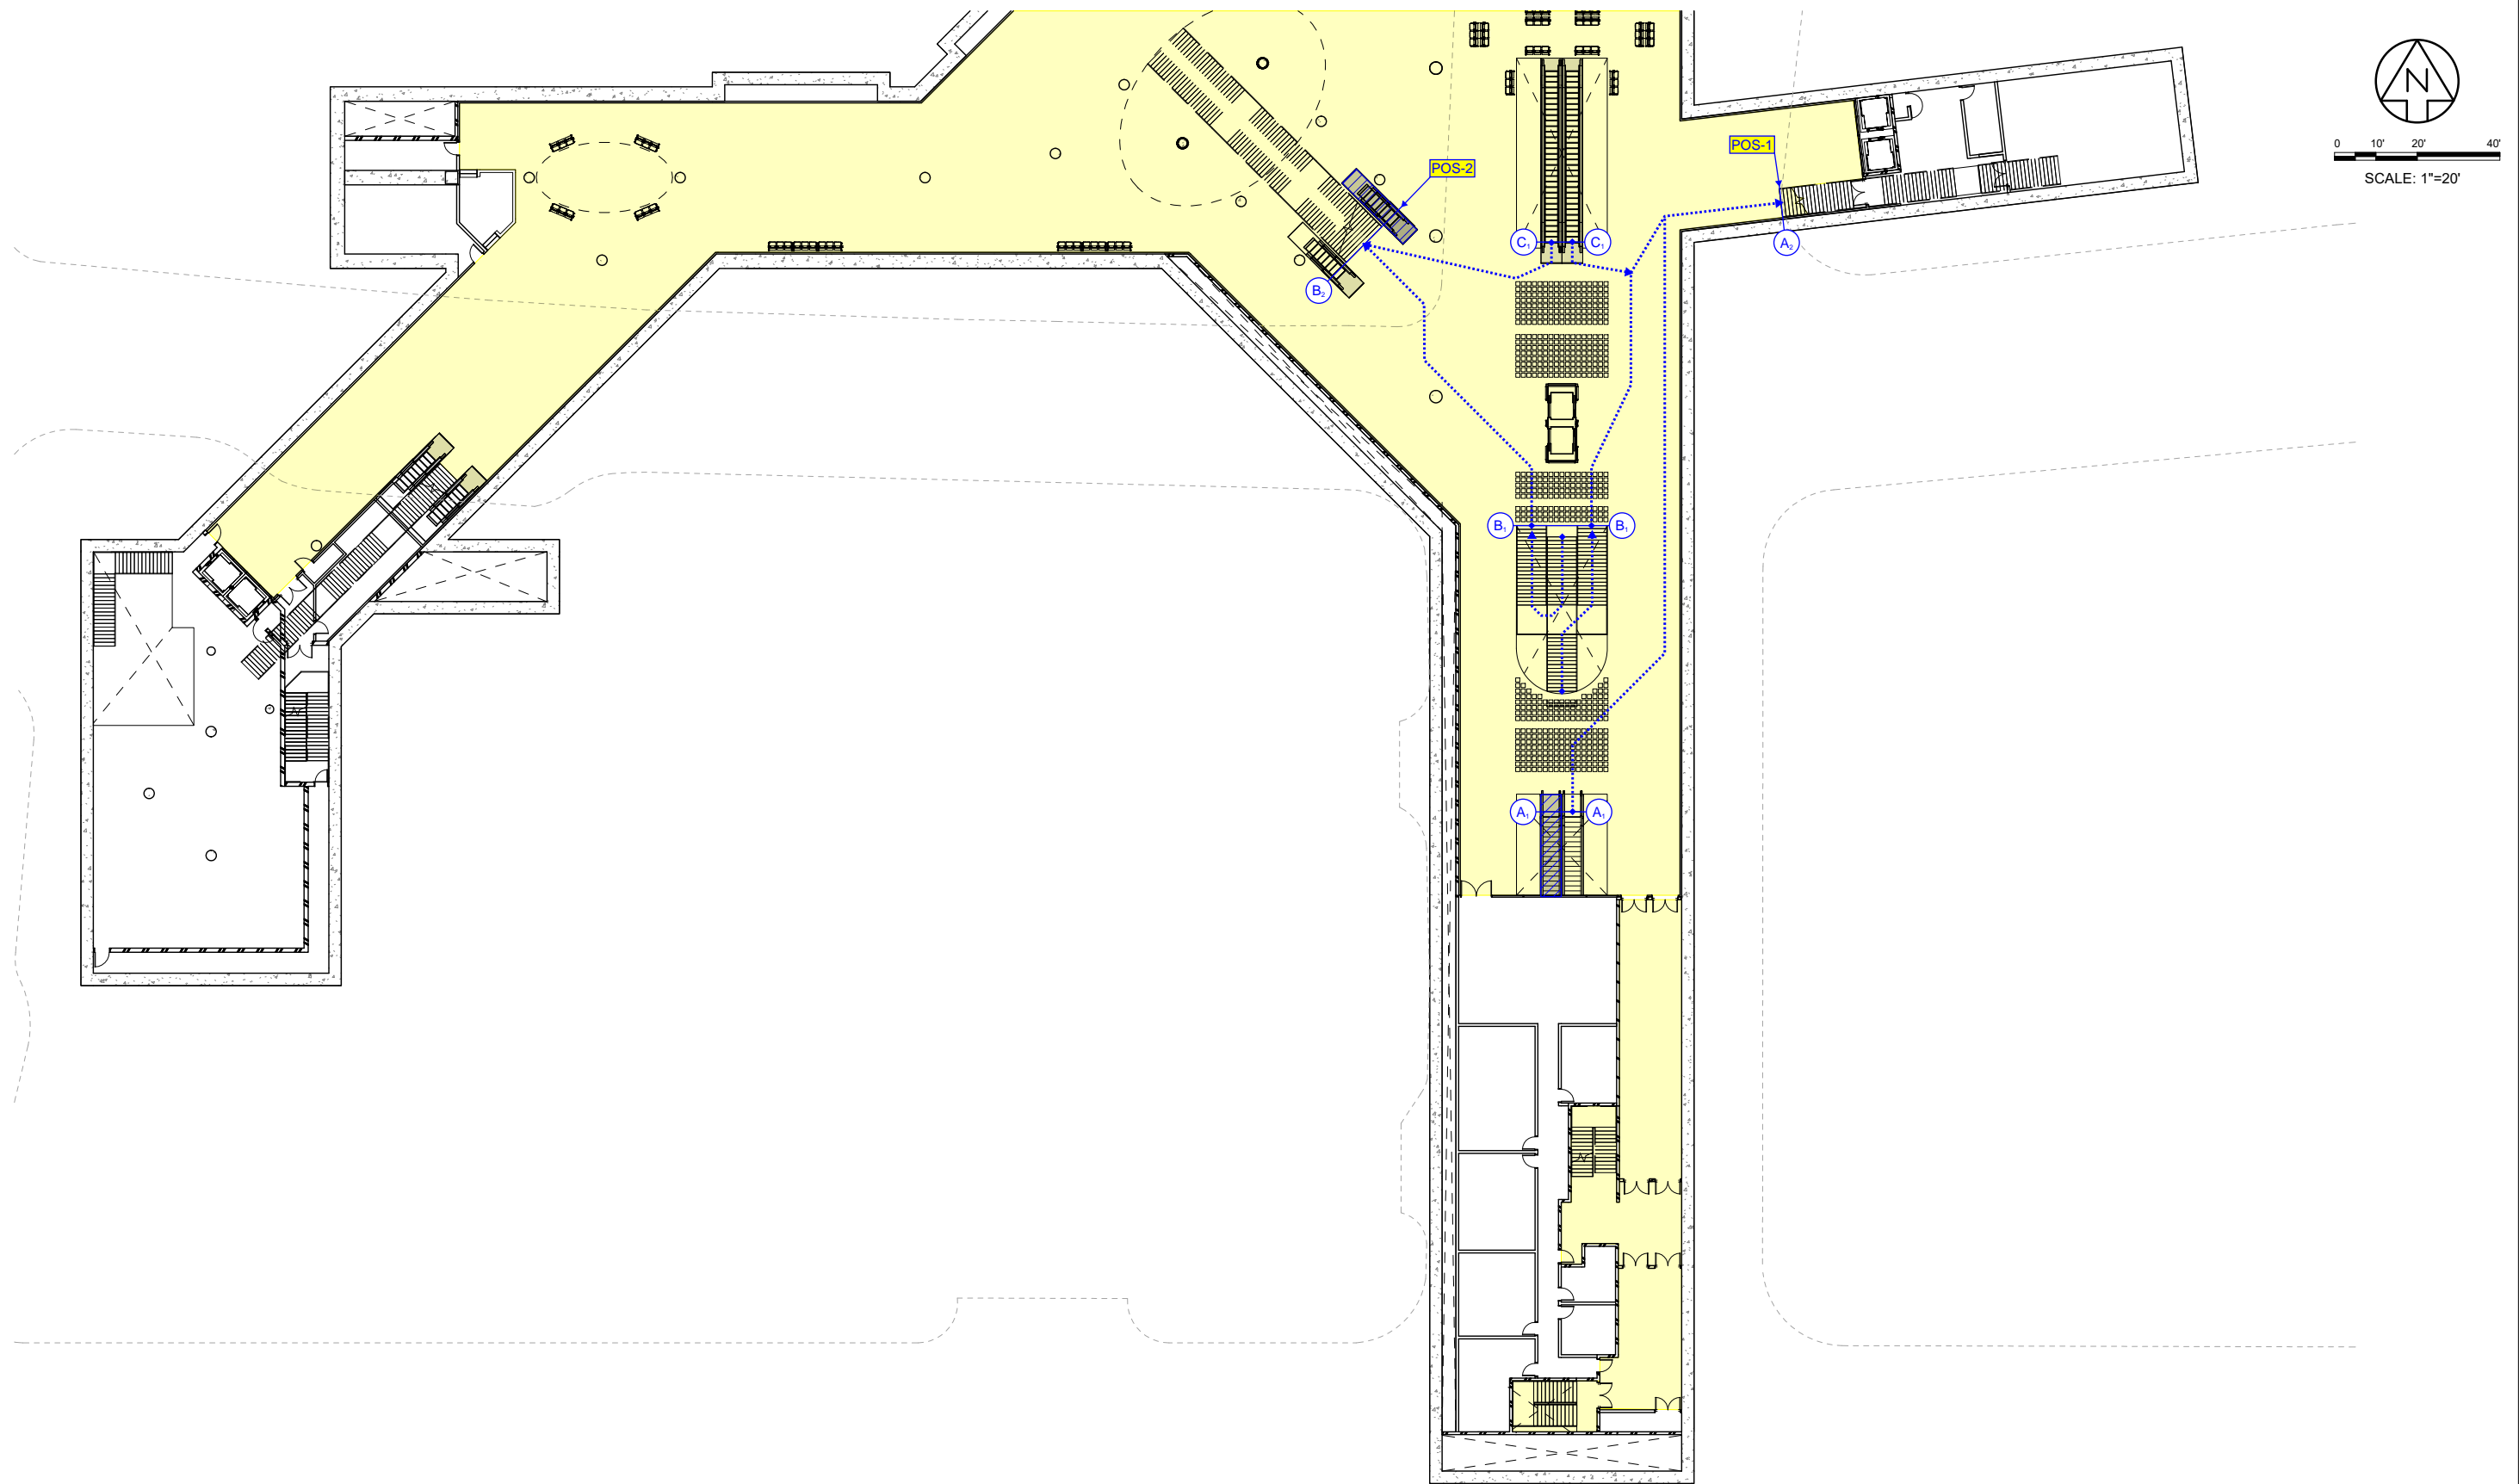 N
0 10' 20' 40'
SCALE: 1"=20'
POS-1
POS-2
C₁ C₁
A₂
B₂
B₁ B₁
A₁ A₁